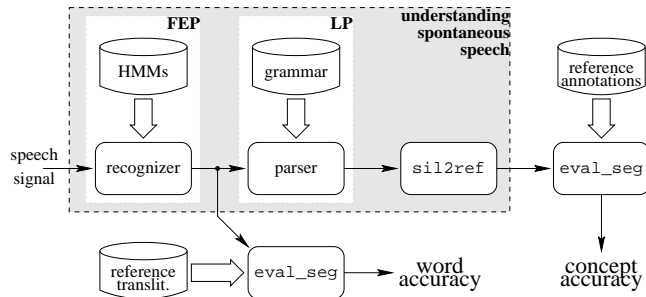 FEP
LP
understanding
spontaneous
speech
HMMs
grammar
reference
annotations
speech
signal
recognizer
parser
sil2ref
eval_seg
reference
translit.
eval_seg
word
accuracy
concept
accuracy